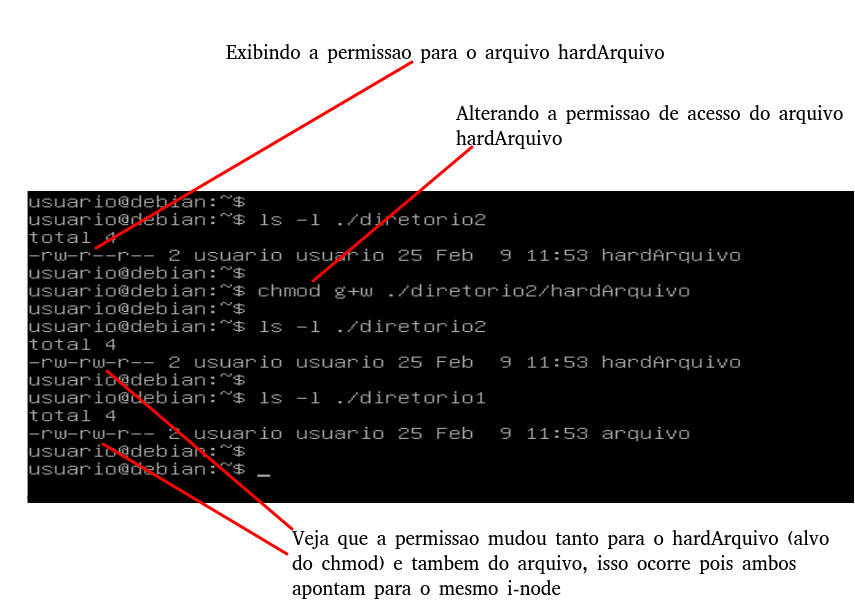 Exibindo a permissao para o arquivo hardArquivo
Alterando a permissao de acesso do arquivo
hardArquivo
usuario@debian:~$
usuario@debian:~$ ls -l ./diretorio2
total 4
-rw-r--r-- 2 usuario usuario 25 Feb  9 11:53 hardArquivo
usuario@debian:~$
usuario@debian:~$ chmod g+w ./diretorio2/hardArquivo
usuario@debian:~$
usuario@debian:~$ ls -l ./diretorio2
total 4
-rw-rw-r-- 2 usuario usuario 25 Feb  9 11:53 hardArquivo
usuario@debian:~$
usuario@debian:~$ ls -l ./diretorio1
total 4
-rw-rw-r-- 2 usuario usuario 25 Feb  9 11:53 arquivo
usuario@debian:~$
usuario@debian:~$ _
Veja que a permissao mudou tanto para o hardArquivo (alvo
do chmod) e tambem do arquivo, isso ocorre pois ambos
apontam para o mesmo i-node